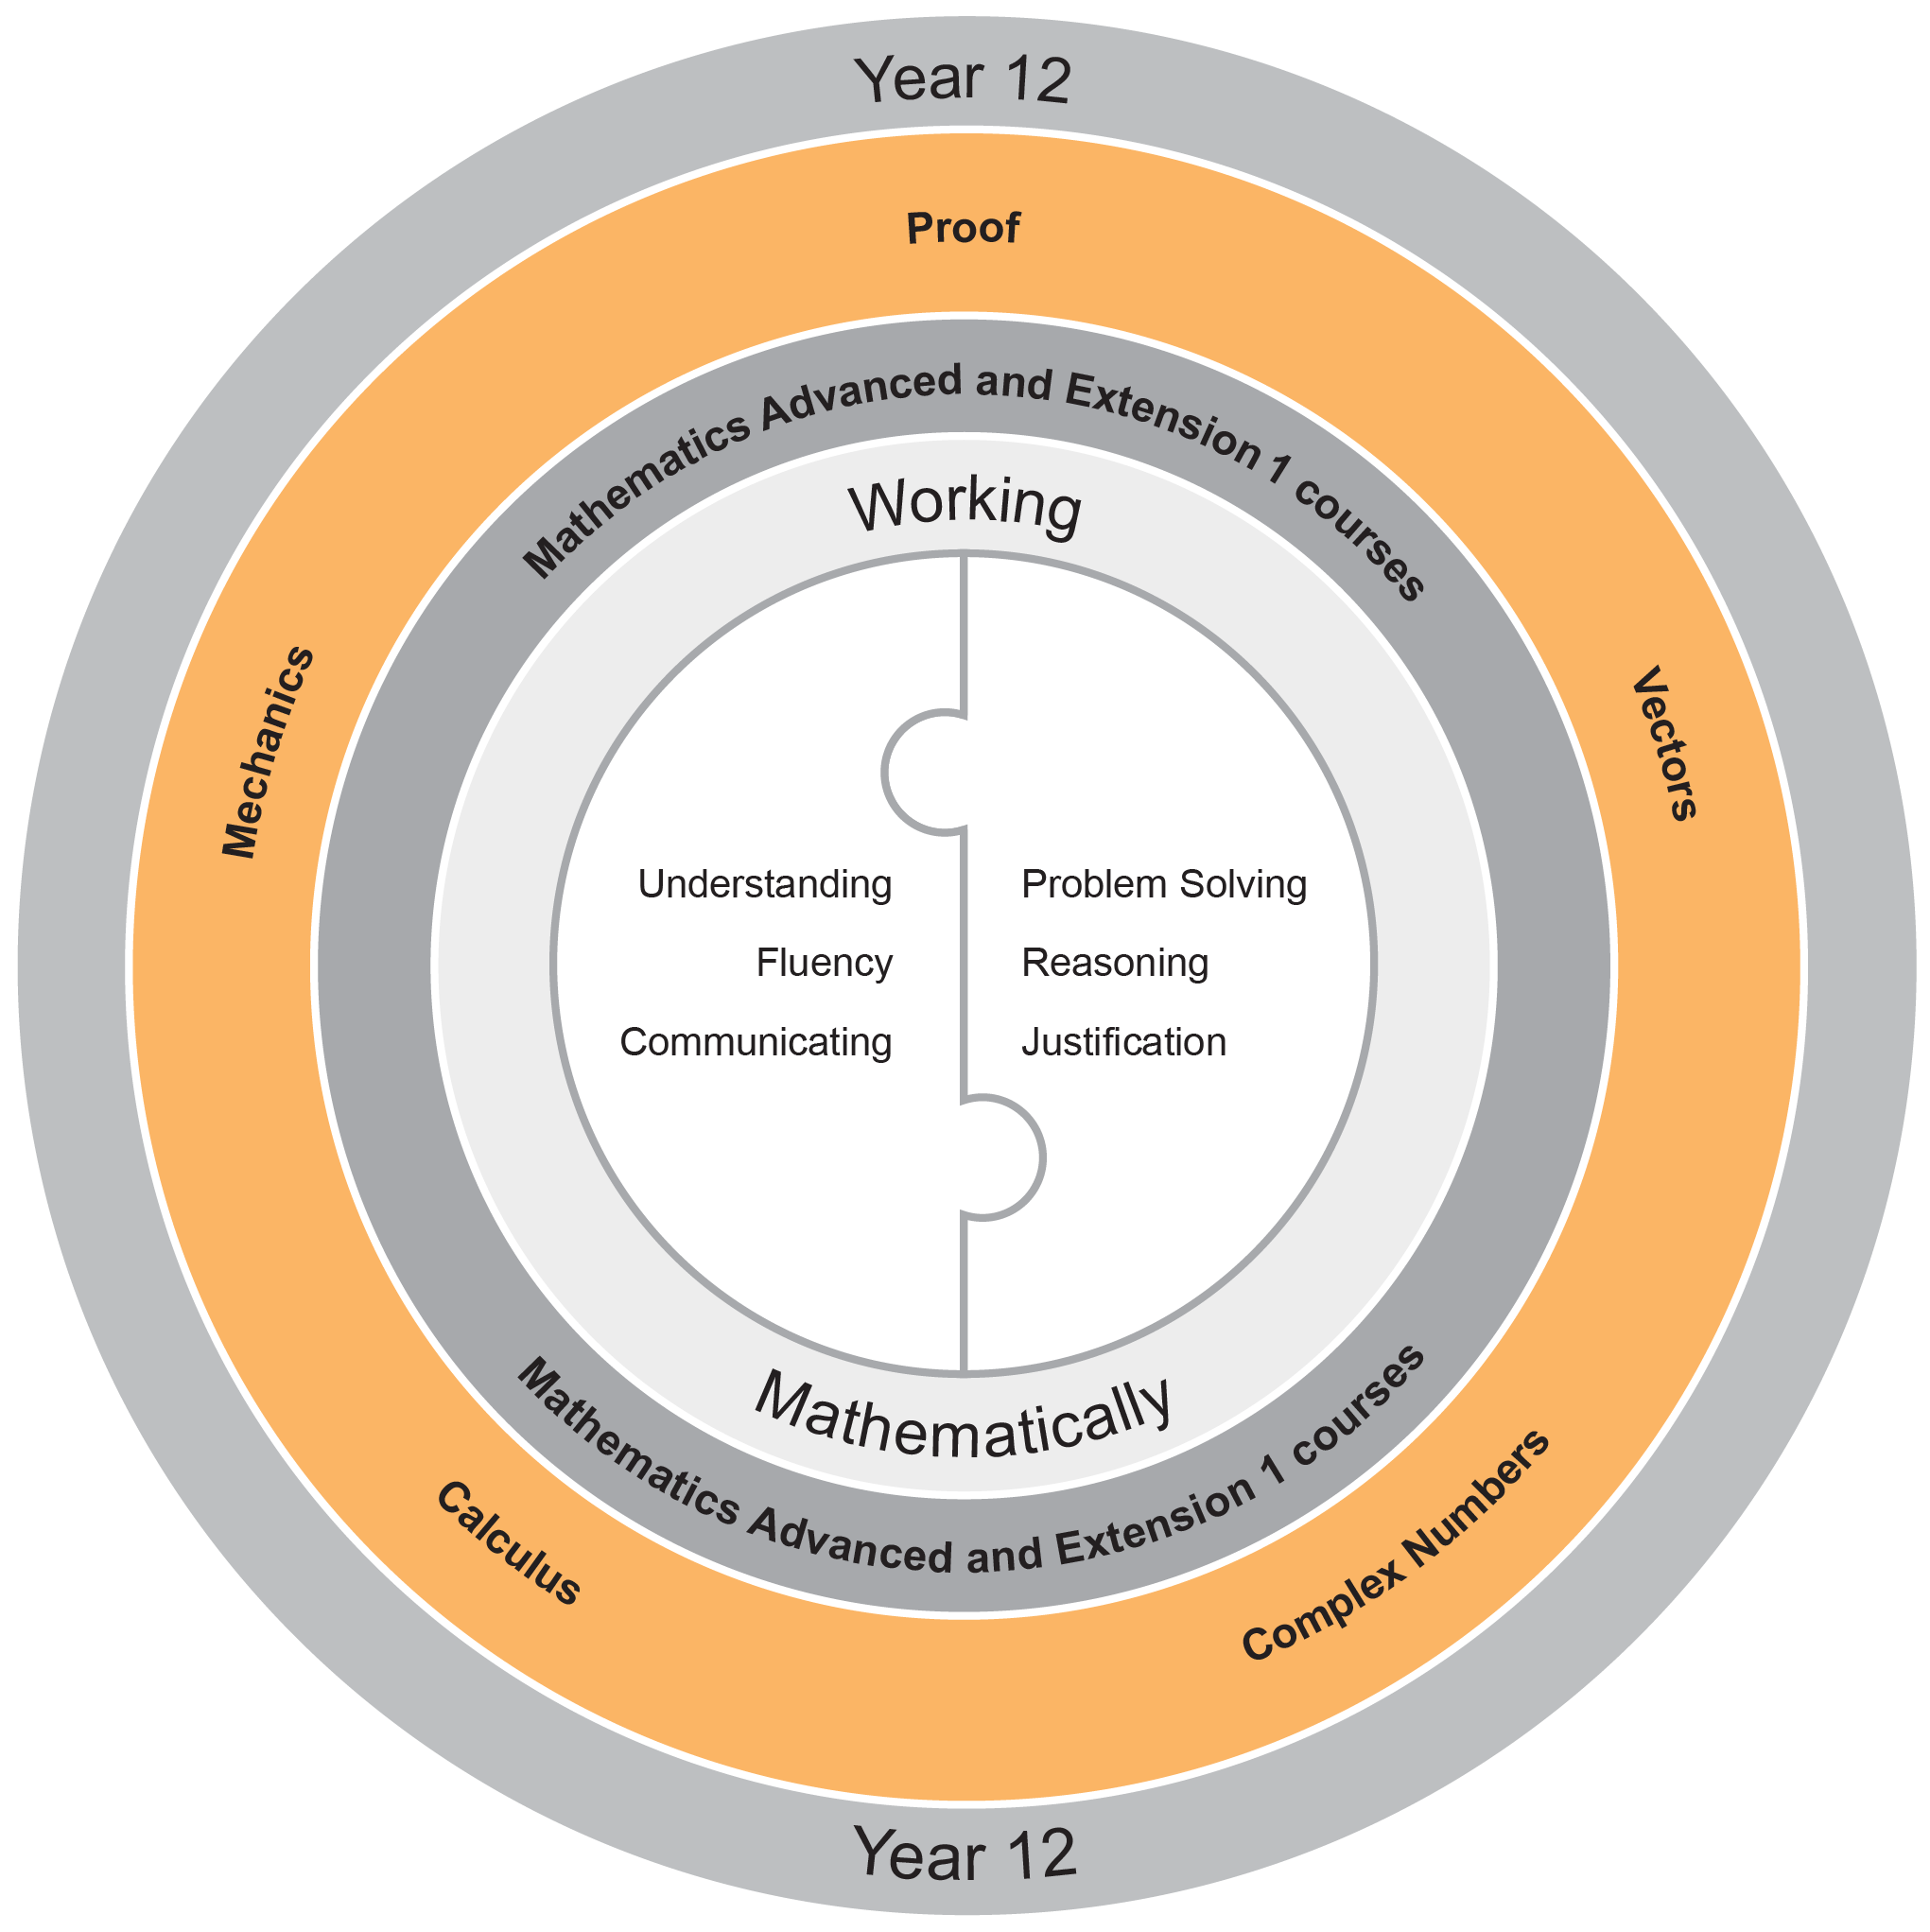 Year 12
Proof
Mathematics Advanced and Extension 1 courses
Working
Mechanics
Vectors
Understanding
Fluency
Communicating
Problem Solving
Reasoning
Justification
Mathematically
Mathematics Advanced and Extension 1 courses
Calculus
Complex Numbers
Year 12